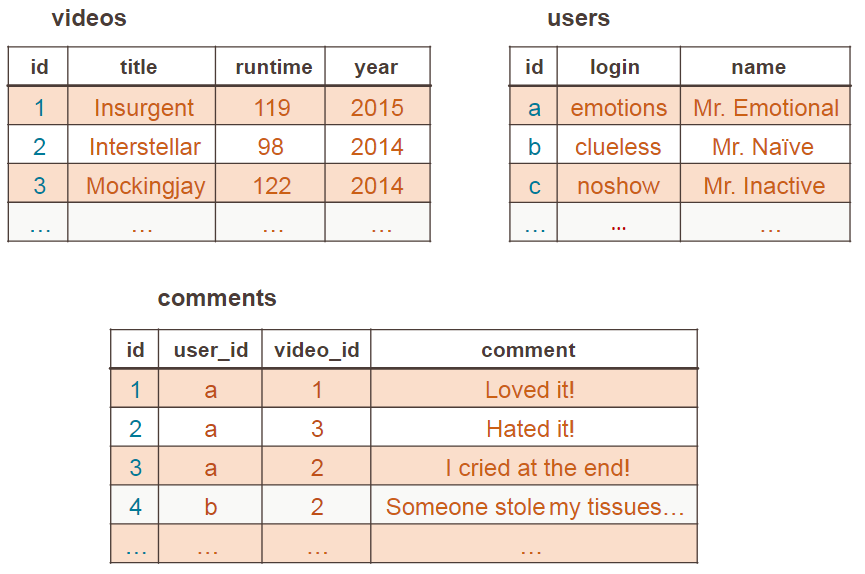 videos
id title runtime year
1 Insurgent 119 2015
2 Interstellar 98 2014
3 Mockingjay 122 2014
… … … …
users
id login name
a emotions Mr. Emotional
b clueless Mr. Naïve
c noshow Mr. Inactive
… ... …
comments
id user_id video_id comment
1 a 1 Loved it!
2 a 3 Hated it!
3 a 2 I cried at the end!
4 b 2 Someone stole my tissues…
… … … …